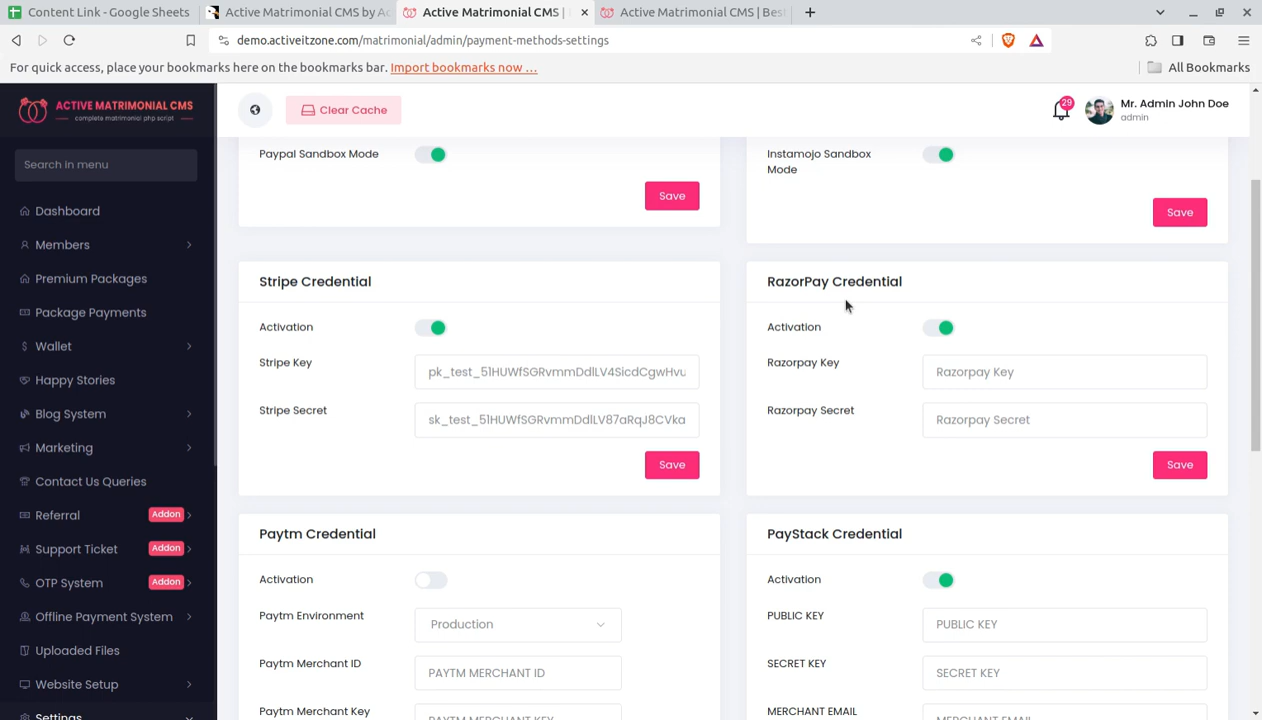 Content Link - Google Sheets
Active Matrimonial CMS by Ac
Active Matrimonial CMS |
Active Matrimonial CMS | Best
demo.activeitzone.com/matrimonial/admin/payment-methods-settings
For quick access, place your bookmarks here on the bookmarks bar. Import bookmarks now ...
All Bookmarks
ACTIVE MATRIMONIAL CMS
complete matrimonial php script
Clear Cache
29
Mr. Admin John Doe
admin
Search in menu
Dashboard
Members
Premium Packages
Package Payments
Wallet
Happy Stories
Blog System
Marketing
Contact Us Queries
Referral Addon
Support Ticket Addon
OTP System Addon
Offline Payment System
Uploaded Files
Website Setup
Settings
Paypal Sandbox Mode
Save
Instamojo Sandbox
Mode
Save
Stripe Credential
Activation
Stripe Key pk_test_51HUWfSGRvmmDdlLV4SicdCgwHvu
Stripe Secret sk_test_51HUWfSGRvmmDdlLV87aRqJ8CVka
Save
RazorPay Credential
Activation
Razorpay Key Razorpay Key
Razorpay Secret Razorpay Secret
Save
Paytm Credential
Activation
Paytm Environment Production
Paytm Merchant ID PAYTM MERCHANT ID
Paytm Merchant Key PAYTM MERCHANT KEY
PayStack Credential
Activation
PUBLIC KEY PUBLIC KEY
SECRET KEY SECRET KEY
MERCHANT EMAIL MERCHANT EMAIL